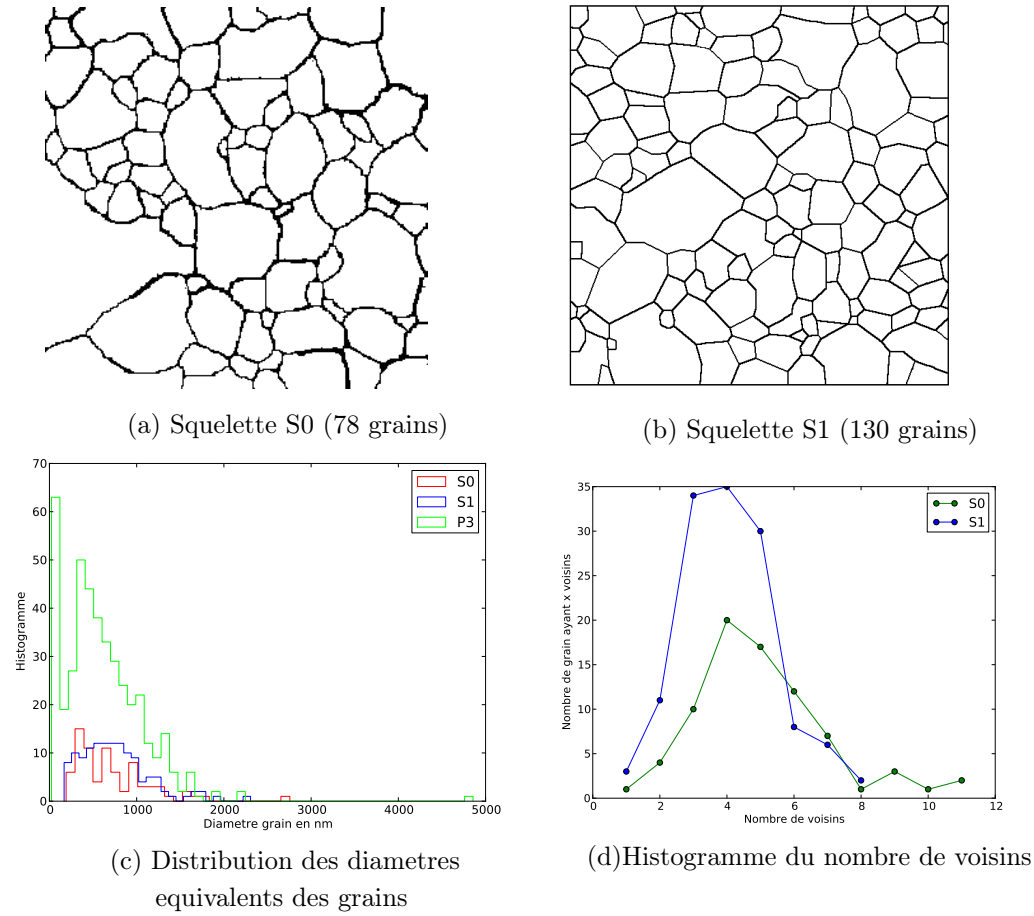 (a) Squelette S0 (78 grains)
(b) Squelette S1 (130 grains)
70
60
50
40
30
20
10
0
0
1000
2000
3000
4000
5000
Histogramme
Diametre grain en nm
S0
S1
P3
(c) Distribution des diametres
equivalents des grains
35
30
25
20
15
10
5
0
0
2
4
6
8
10
12
Nombre de grain ayant x voisins
Nombre de voisins
S0
S1
(d)Histogramme du nombre de voisins